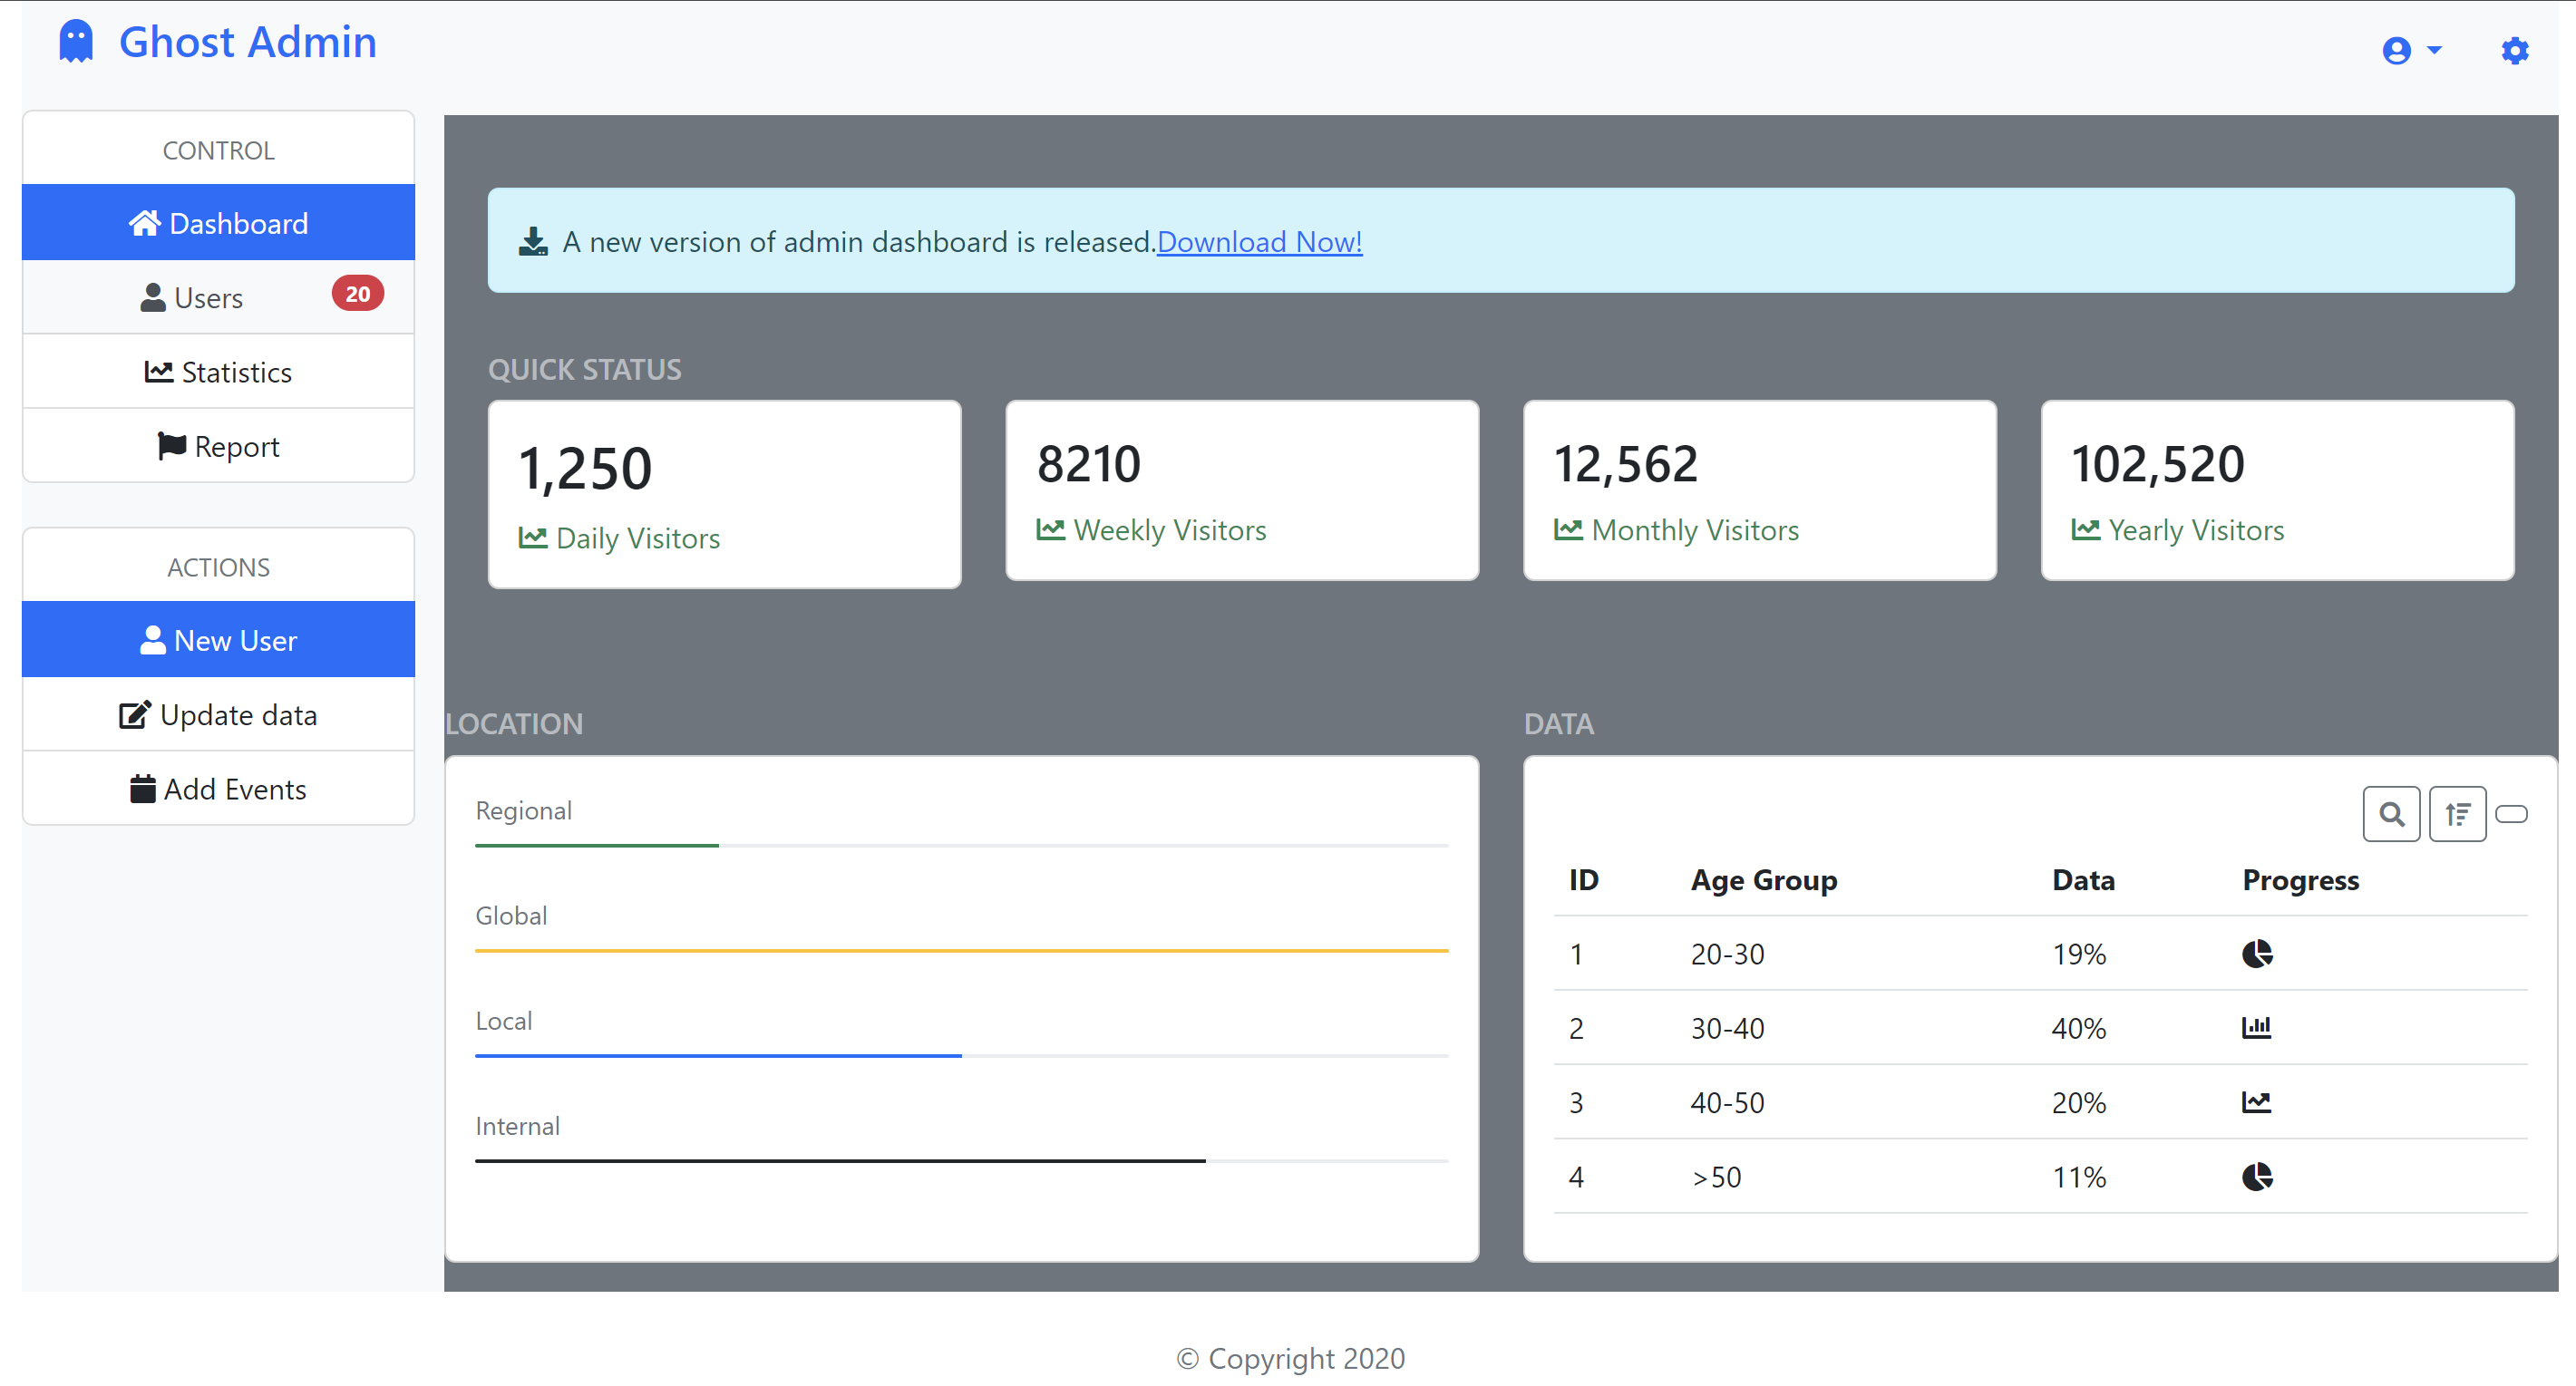 Ghost Admin
CONTROL
Dashboard
Users 20
Statistics
Report
ACTIONS
New User
Update data
Add Events
A new version of admin dashboard is released.Download Now!
QUICK STATUS
1,250
Daily Visitors
8210
Weekly Visitors
12,562
Monthly Visitors
102,520
Yearly Visitors
LOCATION
Regional
Global
Local
Internal
DATA
ID Age Group Data Progress
1 20-30 19%
2 30-40 40%
3 40-50 20%
4 >50 11%
© Copyright 2020